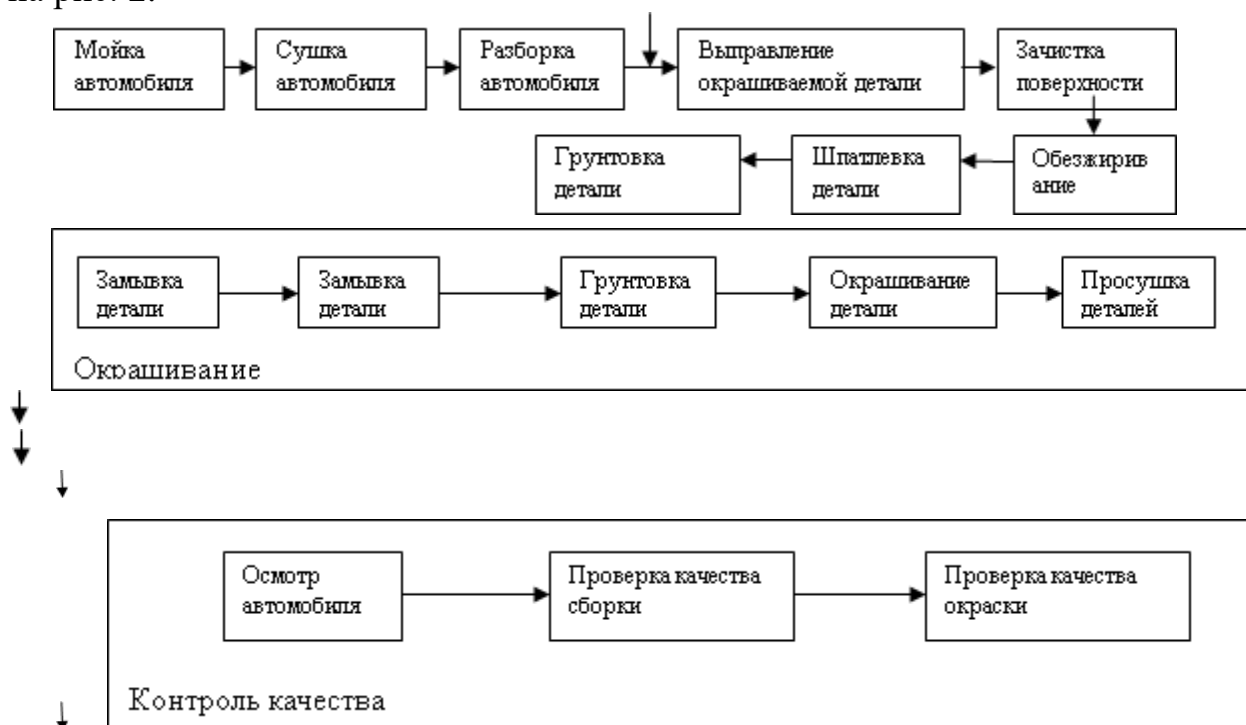 на рис. 2.
Мойка
автомобиля
Сушка
автомобиля
Разборка
автомобиля
Выправление
окрашиваемой детали
Зачистка
поверхности
Грунтовка
детали
Шпатлевка
детали
Обезжирив
ание
Замывка
детали
Замывка
детали
Грунтовка
детали
Окрашивание
детали
Просушка
деталей
Окрашивание
Осмотр
автомобиля
Проверка качества
сборки
Проверка качества
окраски
Контроль качества